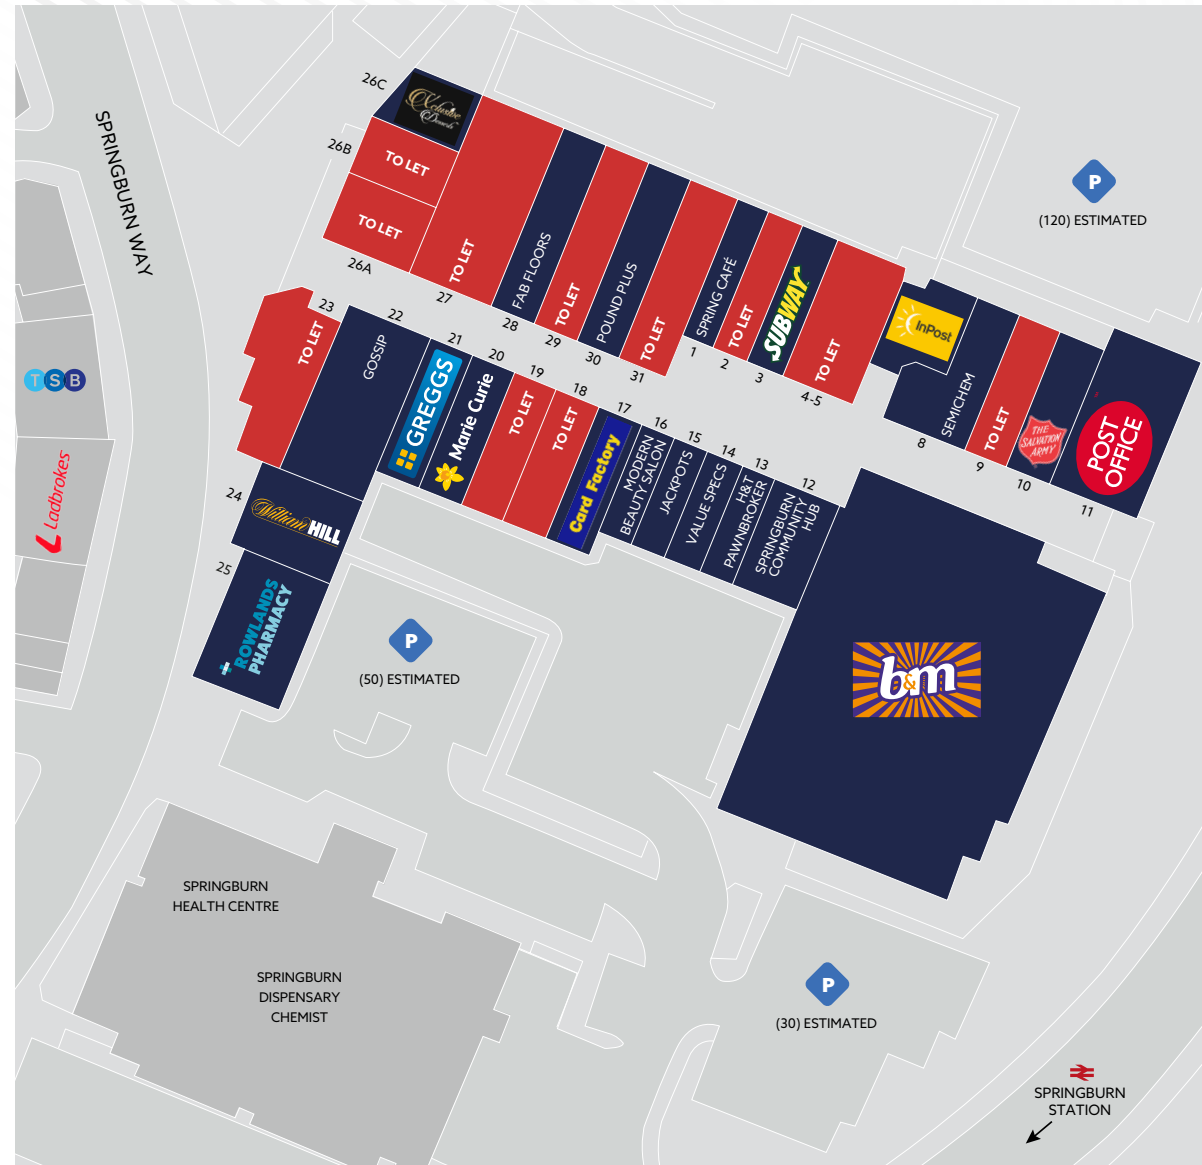 SPRINGBURN WAY
26C
Xclusive
Desserts
26B
TO LET
TO LET
26A
TO LET
27
FAB FLOORS
28
TO LET
29
POUND PLUS
30
TO LET
31
SPRING CAFÉ
1
TO LET
2
SUBWAY
3
TO LET
4-5
InPost
SEMICHEM
8
TO LET
9
THE
SALVATION
ARMY
10
POST
OFFICE
11
P
(120) ESTIMATED
23
TO LET
22
GOSSIP
21
GREGGS
20
Marie Curie
19
TO LET
18
TO LET
17
Card Factory
16
MODERN
BEAUTY SALON
15
JACKPOTS
14
VALUE SPECS
13
H&T
PAWNBROKER
12
SPRINGBURN
COMMUNITY
HUB
b&m
TSB
Ladbrokes
24
William
HILL
25
ROWLANDS
PHARMACY
P
(50) ESTIMATED
SPRINGBURN
HEALTH CENTRE
SPRINGBURN
DISPENSARY
CHEMIST
P
(30) ESTIMATED
SPRINGBURN
STATION